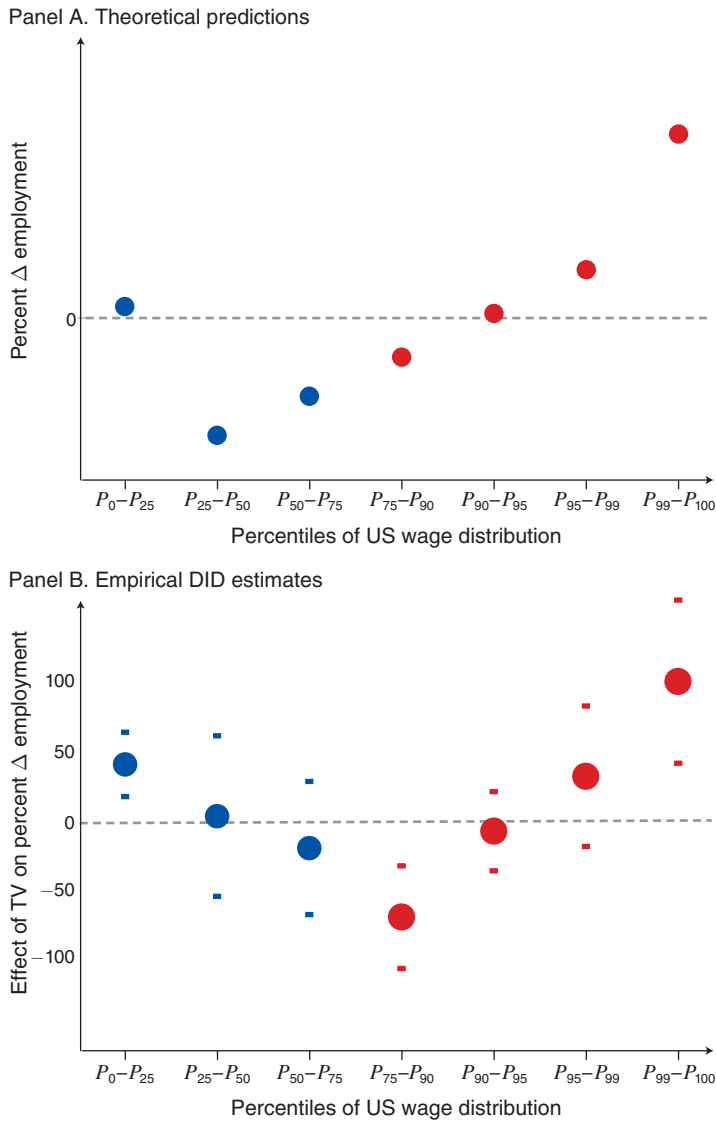 Panel A. Theoretical predictions
Percent Δ employment
0
P0–P25 P25–P50 P50–P75 P75–P90 P90–P95 P95–P99 P99–P100
Percentiles of US wage distribution
Panel B. Empirical DID estimates
Effect of TV on percent Δ employment
100
50
0
−50
−100
P0–P25 P25–P50 P50–P75 P75–P90 P90–P95 P95–P99 P99–P100
Percentiles of US wage distribution